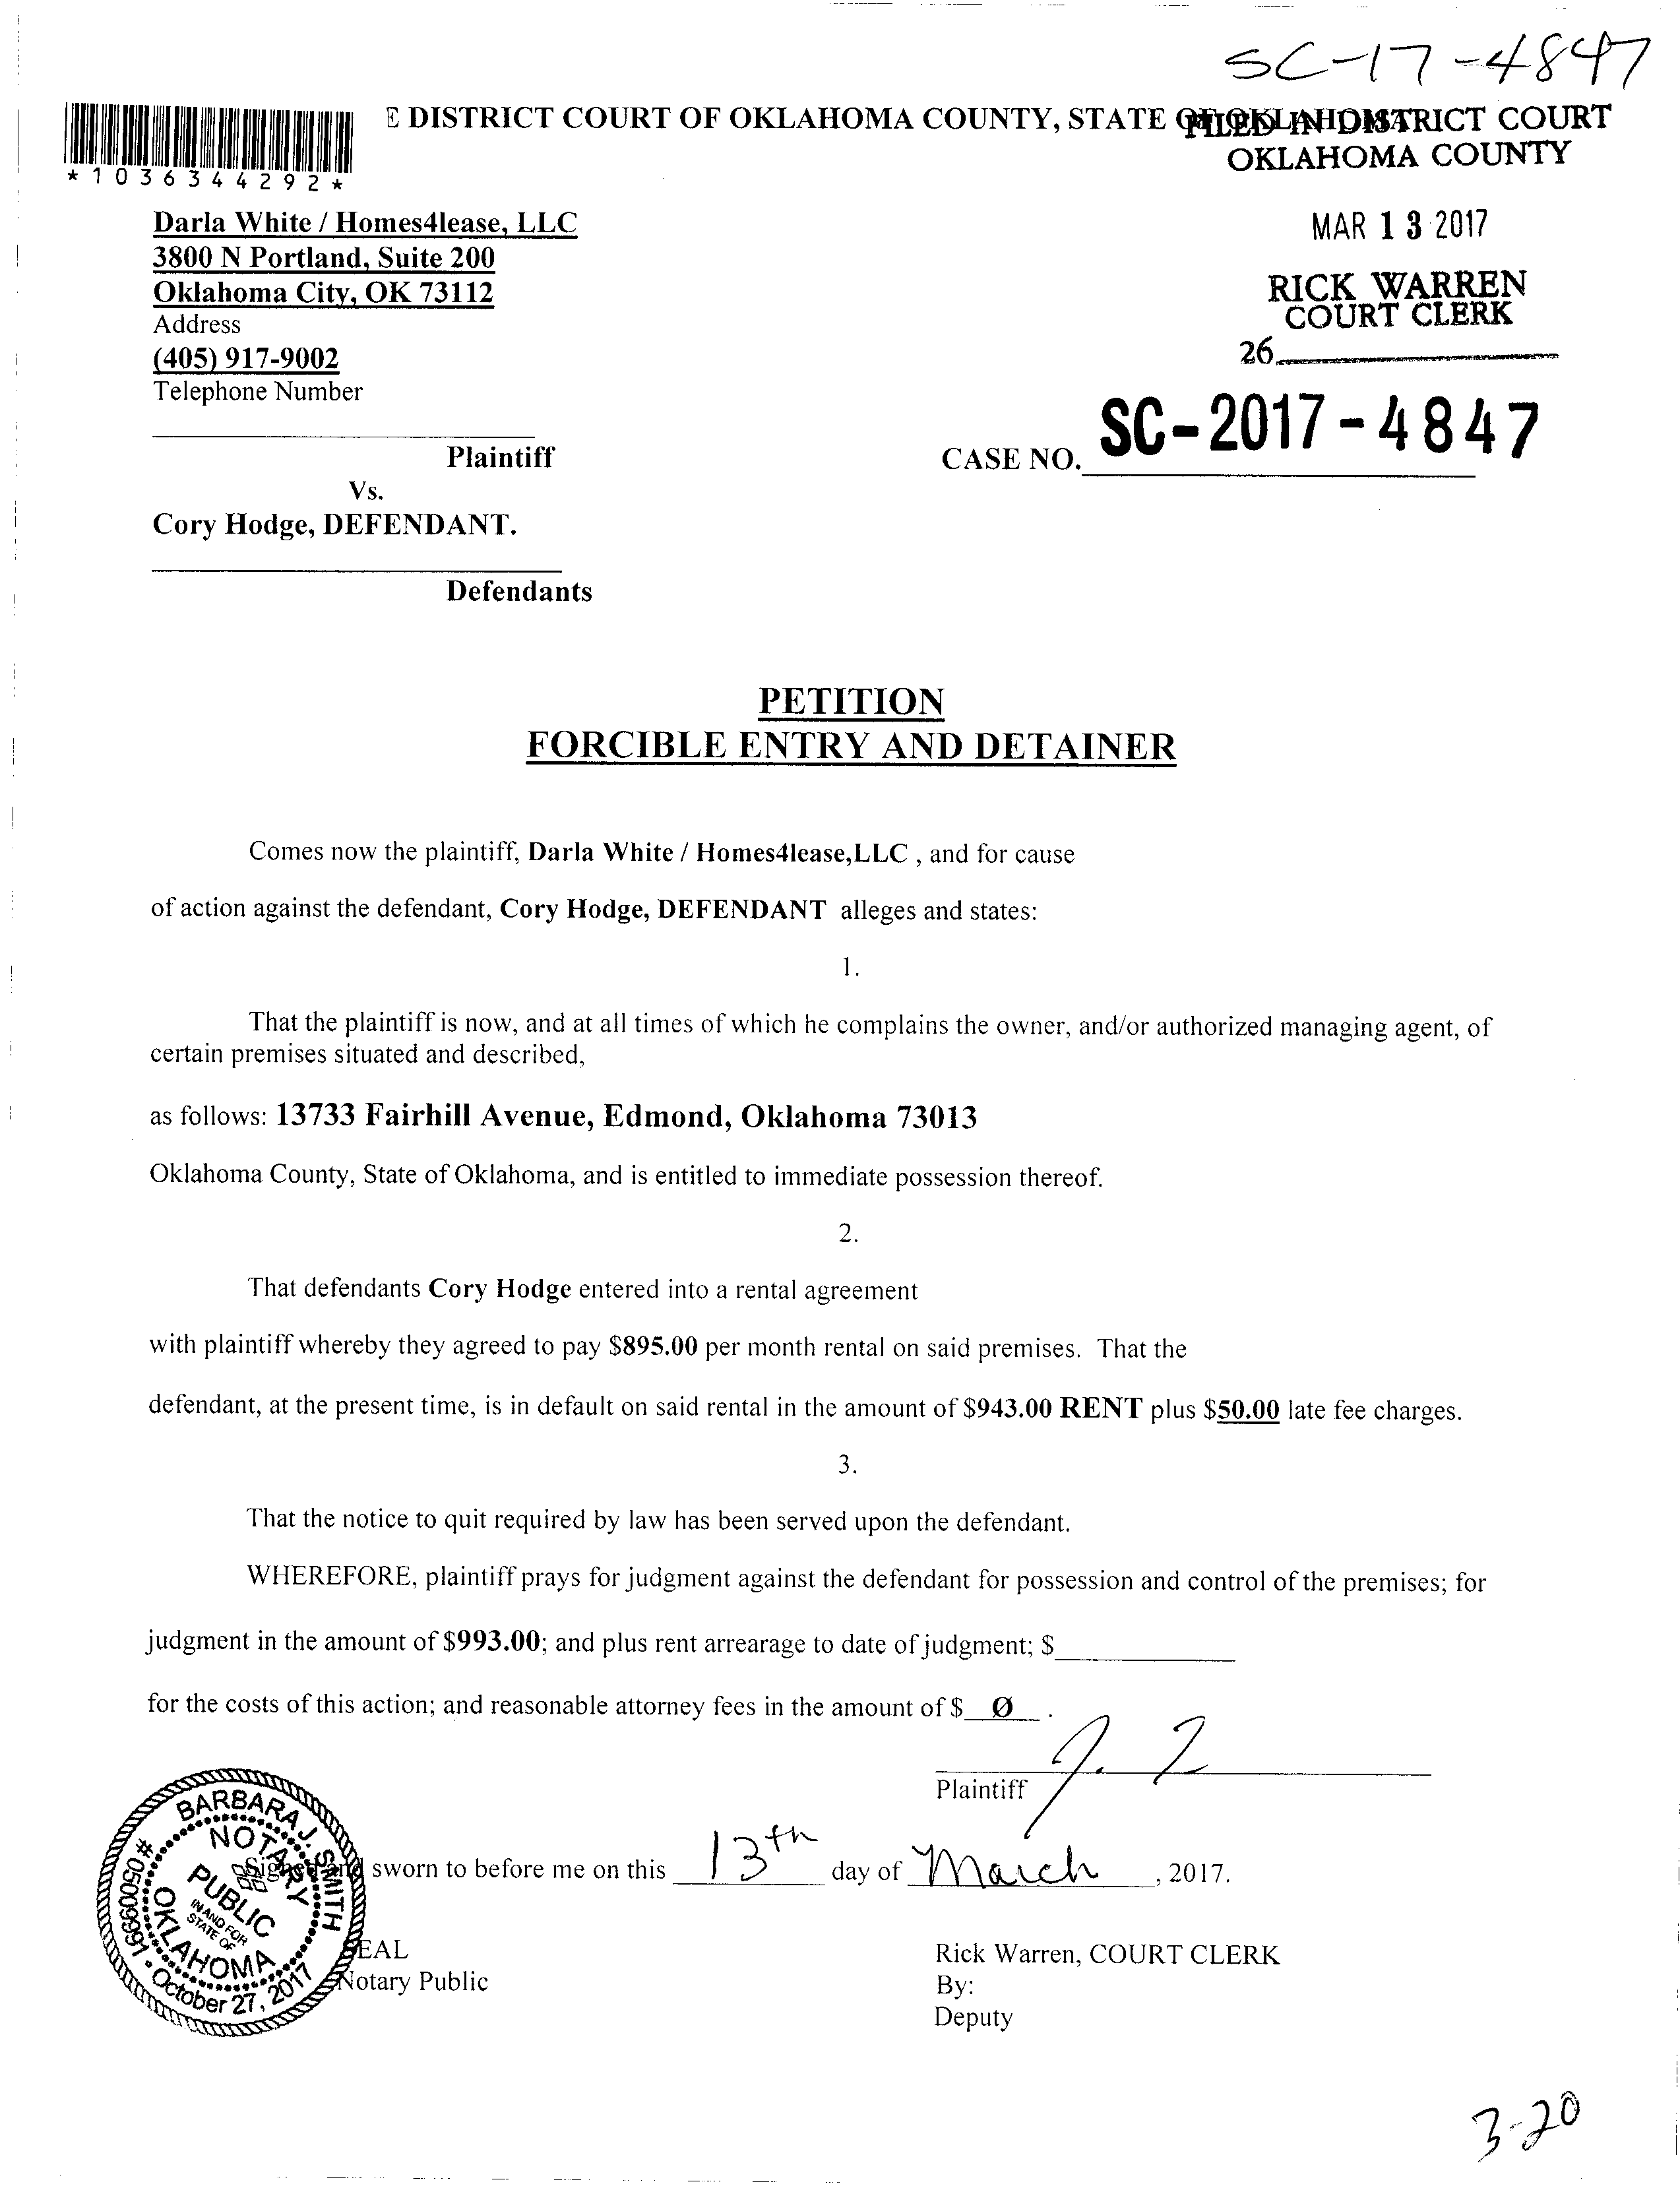 SC-17-4847
E DISTRICT COURT OF OKLAHOMA COUNTY, STATE OF OKLAHOMA
FILED IN DISTRICT COURT
OKLAHOMA COUNTY
*1036344292*
MAR 13 2017
RICK WARREN
COURT CLERK
26
Darla White / Homes4lease, LLC
3800 N Portland, Suite 200
Oklahoma City, OK 73112
Address
(405) 917-9002
Telephone Number
Plaintiff
CASE NO. SC-2017-4847
Vs.
Cory Hodge, DEFENDANT.
Defendants
PETITION
FORCIBLE ENTRY AND DETAINER
Comes now the plaintiff, Darla White / Homes4lease,LLC , and for cause
of action against the defendant, Cory Hodge, DEFENDANT alleges and states:
1.
That the plaintiff is now, and at all times of which he complains the owner, and/or authorized managing agent, of
certain premises situated and described,
as follows: 13733 Fairhill Avenue, Edmond, Oklahoma 73013
Oklahoma County, State of Oklahoma, and is entitled to immediate possession thereof.
2.
That defendants Cory Hodge entered into a rental agreement
with plaintiff whereby they agreed to pay $895.00 per month rental on said premises. That the
defendant, at the present time, is in default on said rental in the amount of $943.00 RENT plus $50.00 late fee charges.
3.
That the notice to quit required by law has been served upon the defendant.
WHEREFORE, plaintiff prays for judgment against the defendant for possession and control of the premises; for
judgment in the amount of $993.00; and plus rent arrearage to date of judgment; $
for the costs of this action; and reasonable attorney fees in the amount of $ Ø .
Plaintiff
Signed and sworn to before me on this 13th day of March , 2017.
BARBARA J. SMITH
NOTARY
PUBLIC
IN AND FOR
STATE OF
OKLAHOMA
# 05009991
October 27, 2017
SEAL
Notary Public
Rick Warren, COURT CLERK
By:
Deputy
3-20